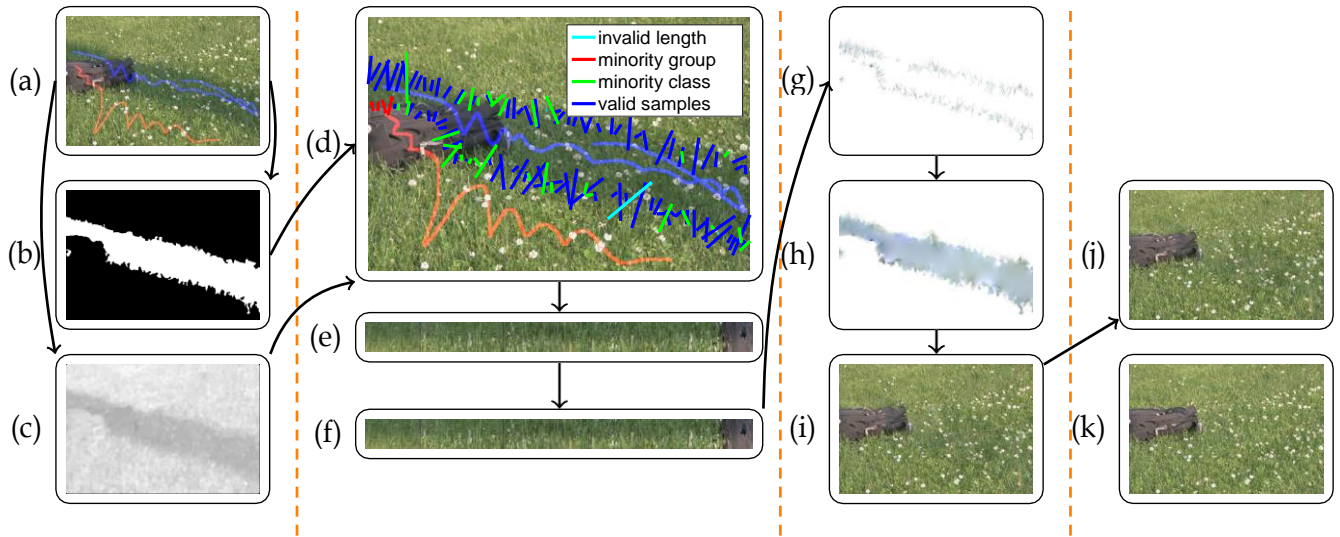 (a)
(b)
(c)
(d)
invalid length
minority group
minority class
valid samples
(e)
(f)
(g)
(h)
(i)
(j)
(k)